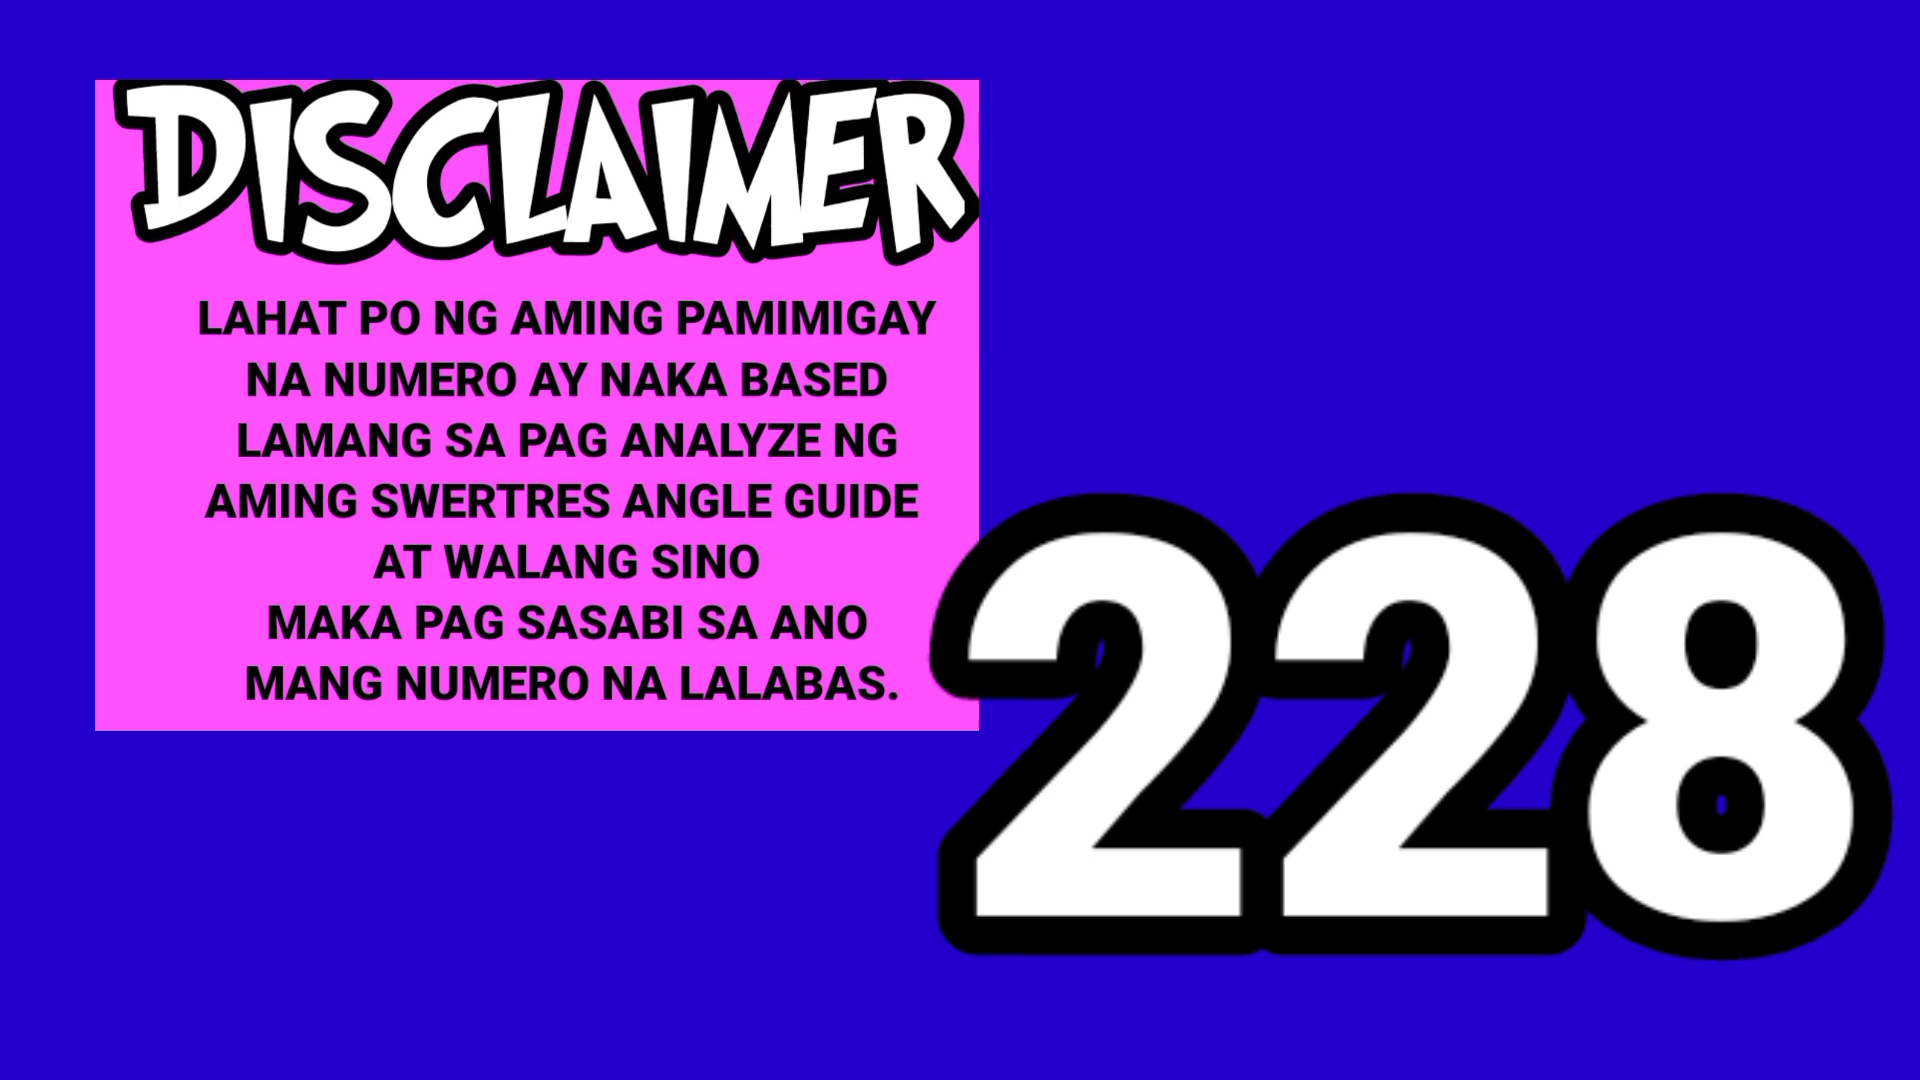 DISCLAIMER
LAHAT PO NG AMING PAMIMIGAY
NA NUMERO AY NAKA BASED
LAMANG SA PAG ANALYZE NG
AMING SWERTRES ANGLE GUIDE
AT WALANG SINO
MAKA PAG SASABI SA ANO
MANG NUMERO NA LALABAS.
228